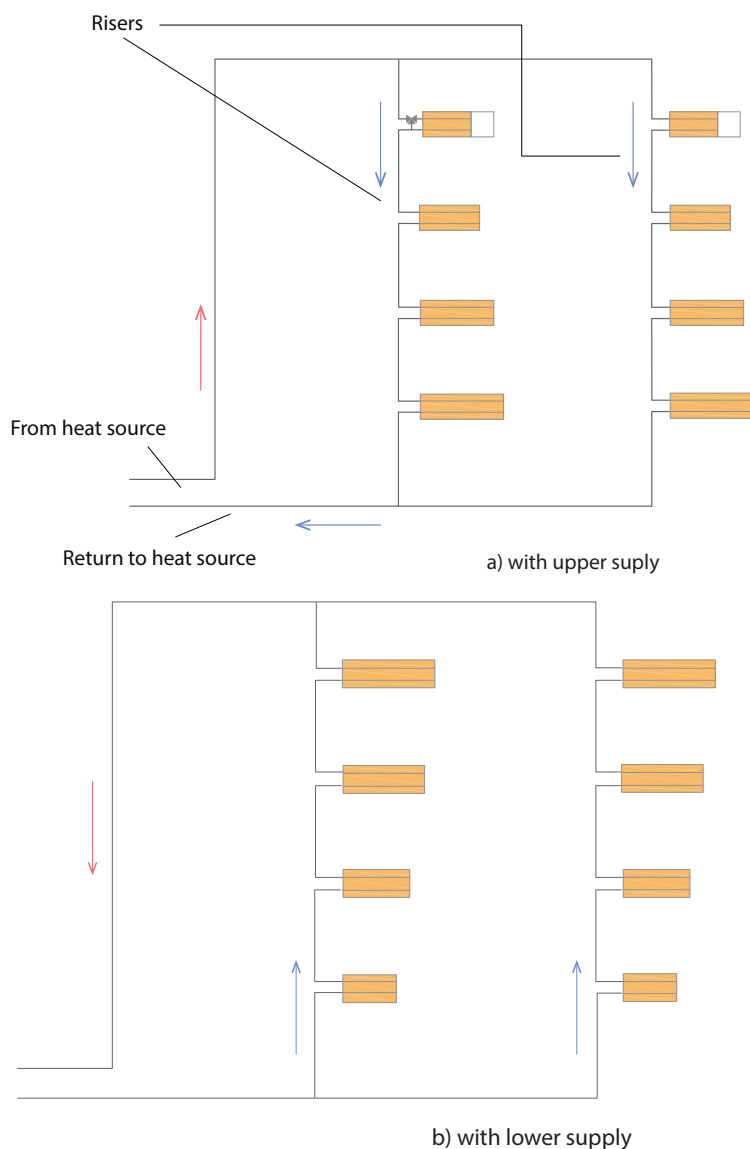 Risers
From heat source
Return to heat source
a) with upper suply
b) with lower supply